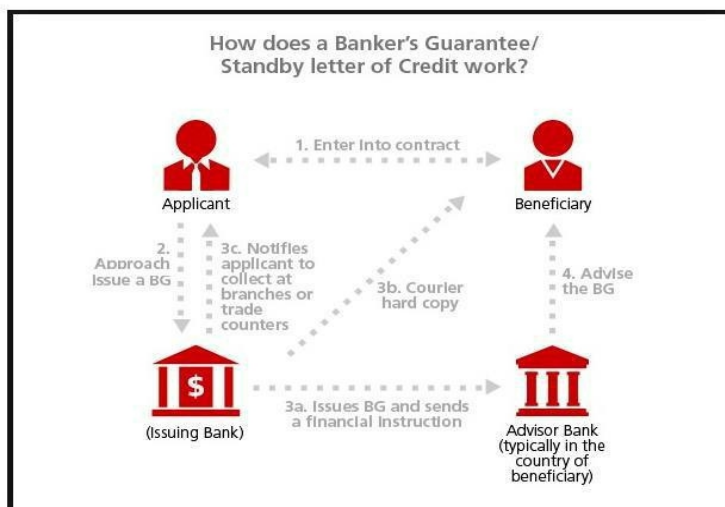 How does a Banker's Guarantee/
Standby letter of Credit work?
1. Enter into contract
Applicant
Beneficiary
2.
Approach
Issue a BG
3c. Notifies
applicant to
collect at
branches or
trade
counters
3b. Courier
hard copy
4. Advise
the BG
$
(Issuing Bank)
3a. Issues BG and sends
a financial Instruction
Advisor Bank
(typically in the
country of
beneficiary)